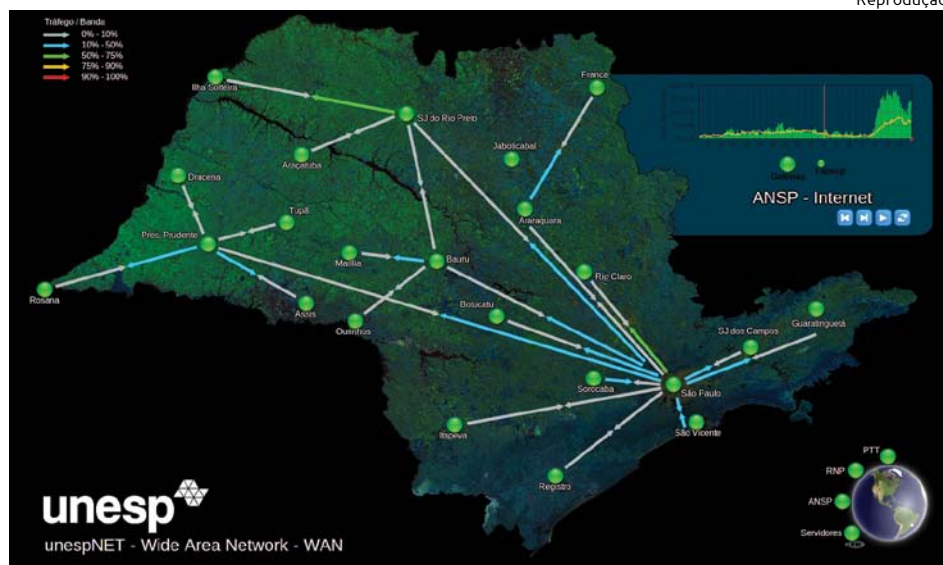 Reprodução
Tráfego / Banda
0% - 10%
10% - 50%
50% - 75%
75% - 90%
90% - 100%
Ilha Solteira
SJ do Rio Preto
Franca
Jaboticabal
Araçatuba
Dracena
Tupã
Araraquara
Pres. Prudente
Marília
Bauru
Rio Claro
Rosana
Assis
Ourinhos
Bosicatu
SJ dos Campos
Guaratinguetá
Sorocaba
São Paulo
Itapeva
São Vicente
Registro
ANSP - Internet
PTT
RNP
ANSP
Servidores
unesp
unespNET - Wide Area Network - WAN